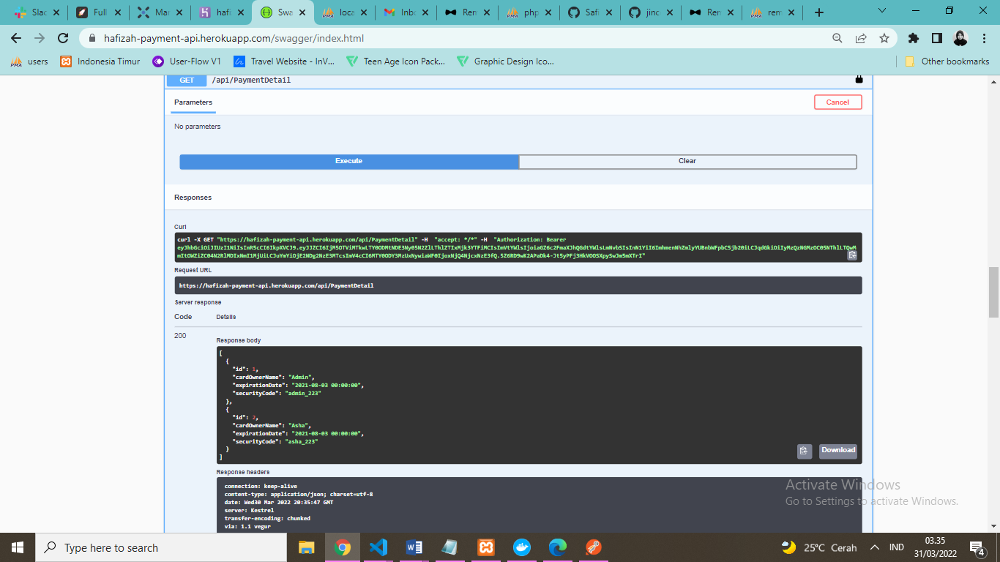 Slac
Full
Mar
hafi
Swa
loca
Inbo
Rem
php
Safi
jinc
Ren
rem
hafizah-payment-api.herokuapp.com/swagger/index.html
users
Indonesia Timur
User-Flow V1
Travel Website - InV...
Teen Age Icon Pack...
Graphic Design Ico...
Other bookmarks
GET /api/PaymentDetail
Parameters
Cancel
No parameters
Execute
Clear
Responses
Curl
curl -X GET "https://hafizah-payment-api.herokuapp.com/api/PaymentDetail" -H "accept: */*" -H "Authorization: Bearer
Request URL
https://hafizah-payment-api.herokuapp.com/api/PaymentDetail
Server response
Code
Details
200
Response body
[
{
"id": 1,
"cardOwnerName": "Admin",
"expirationDate": "2021-08-03 00:00:00",
"securityCode": "admin_223"
},
{
"id": 2,
"cardOwnerName": "Asha",
"expirationDate": "2021-08-03 00:00:00",
"securityCode": "asha_223"
}
]
Download
Response headers
connection: keep-alive
content-type: application/json; charset=utf-8
date: Wed30 Mar 2022 20:35:47 GMT
server: Kestrel
transfer-encoding: chunked
via: 1.1 vegur
Activate Windows
Go to Settings to activate Windows.
Type here to search
25°C Cerah
IND
03.35
31/03/2022
4